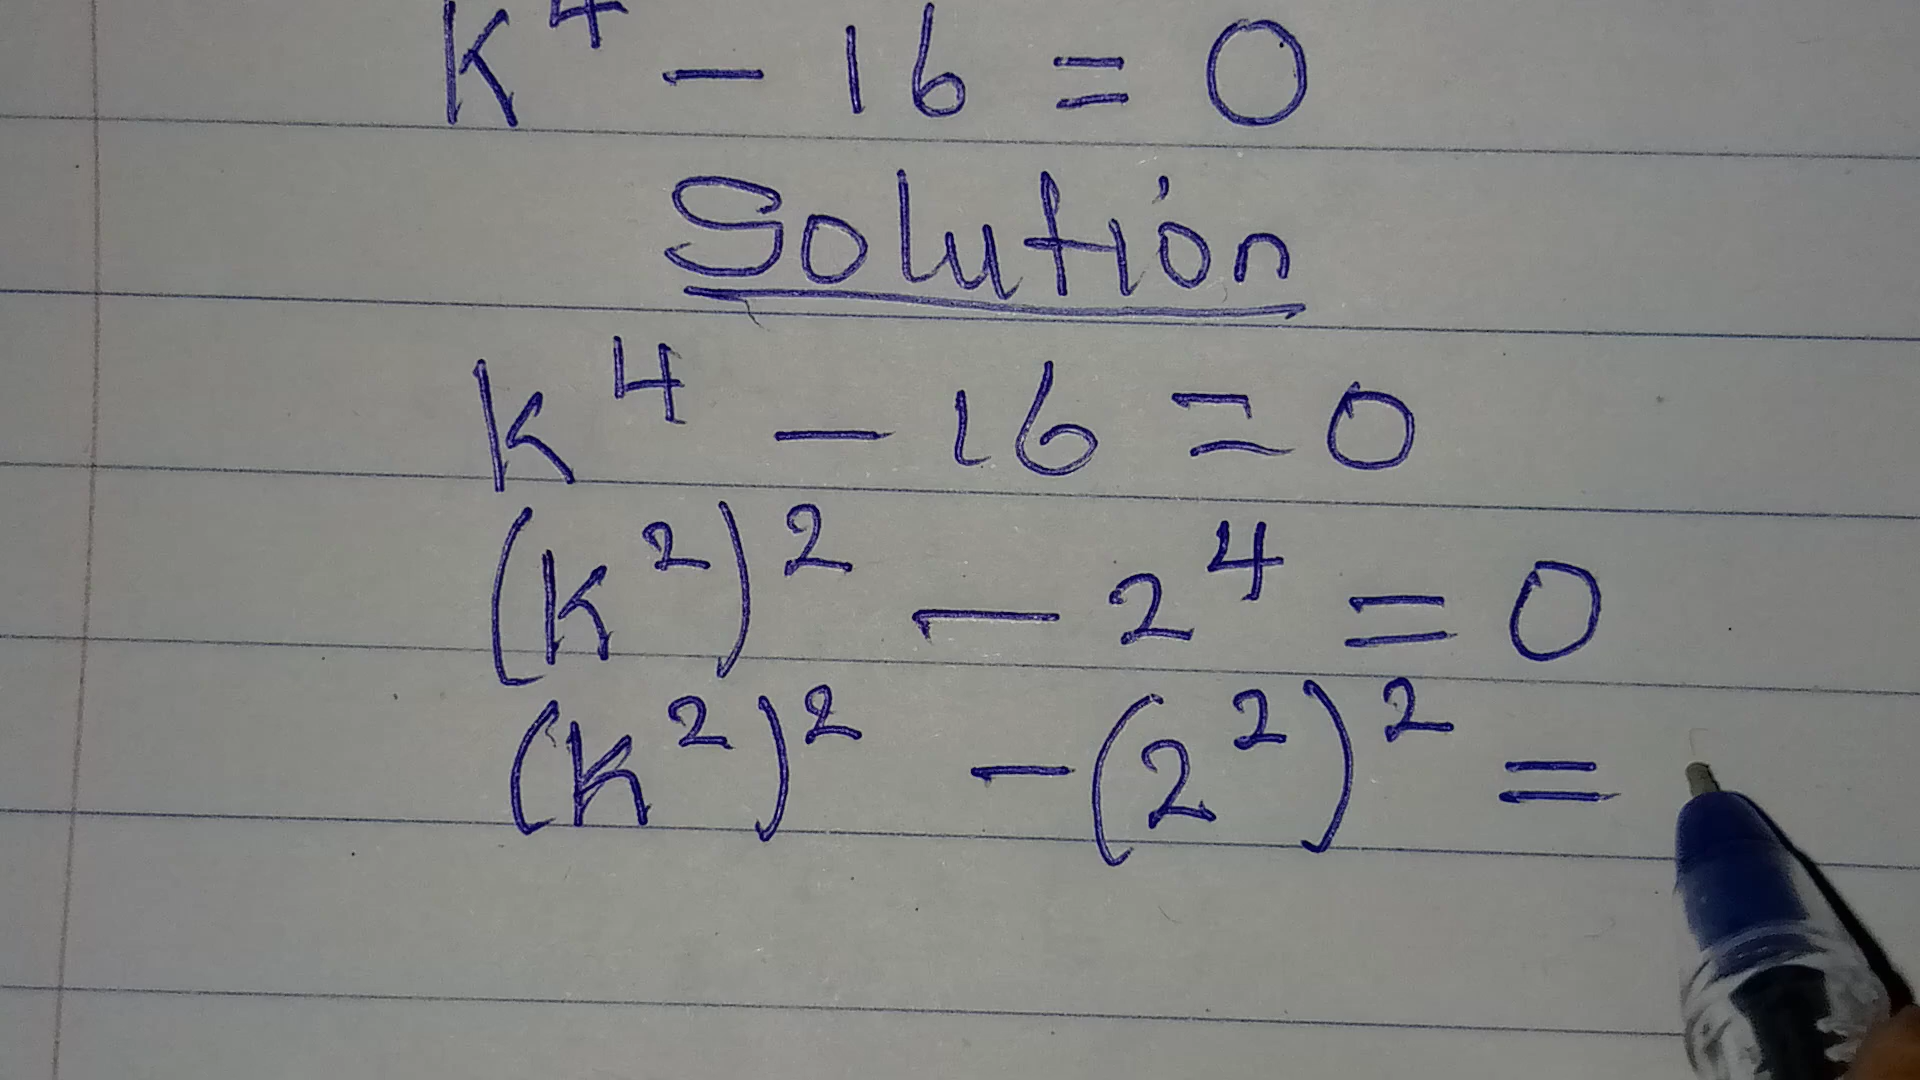 K⁴ - 16 = 0
Solution
K⁴ - 16 = 0
(K²)² - 2⁴ = 0
(K²)² - (2²)² =